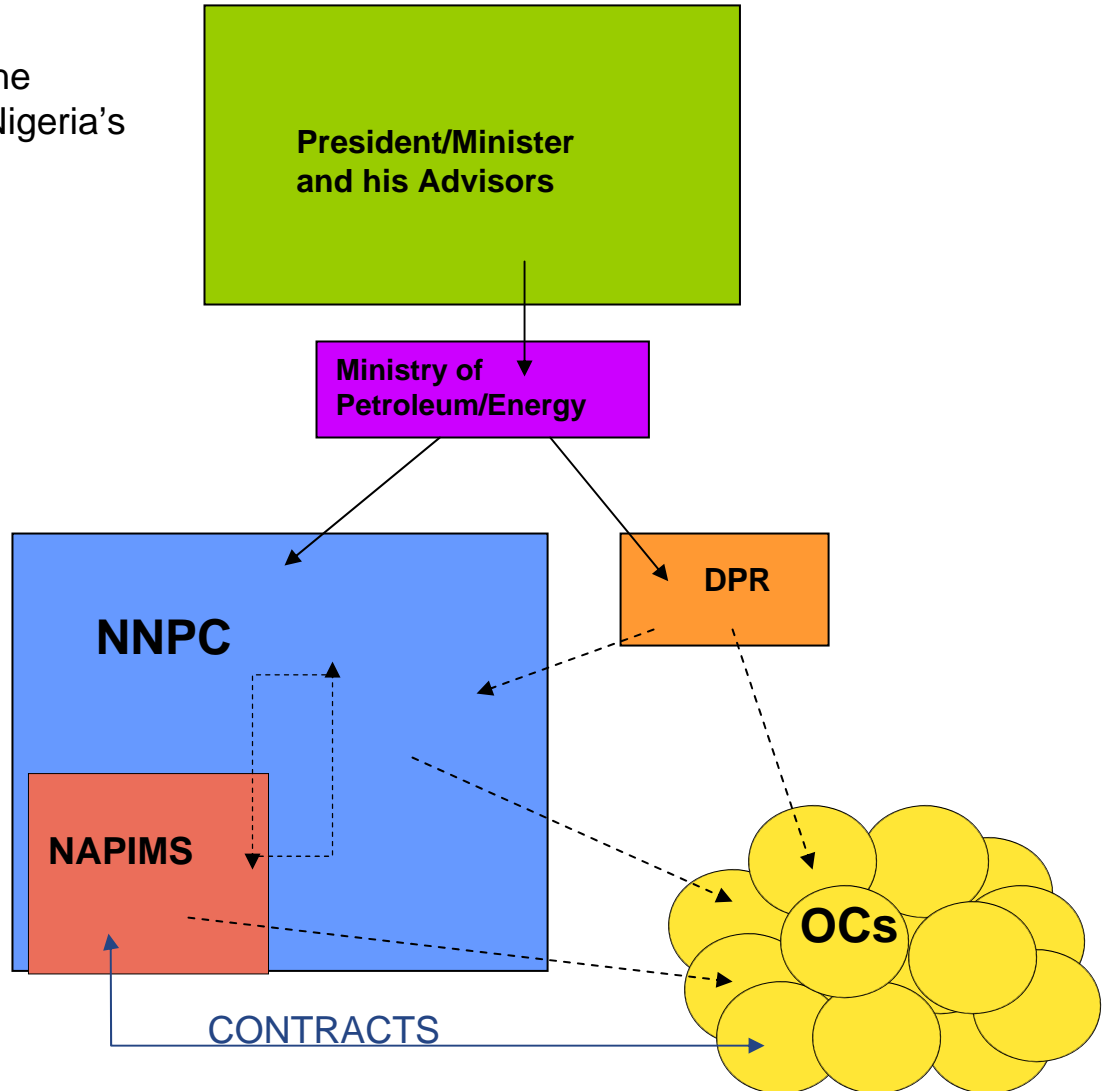 he
Nigeria's
President/Minister
and his Advisors
Ministry of
Petroleum/Energy
DPR
NNPC
NAPIMS
OCs
CONTRACTS